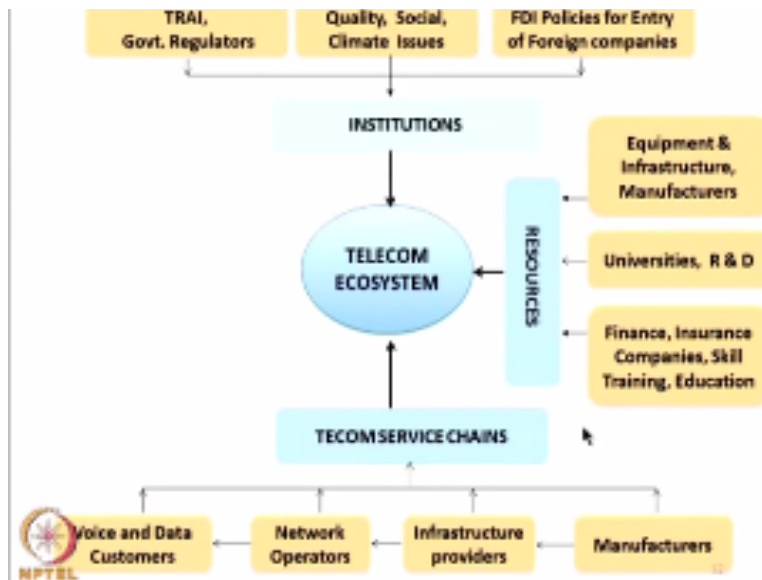 TRAI,
Govt. Regulators
Quality, Social,
Climate Issues
FDI Policies for Entry
of Foreign companies
INSTITUTIONS
Equipment &
Infrastructure,
Manufacturers
TELECOM
ECOSYSTEM
RESOURCES
Universities, R & D
Finance, Insurance
Companies, Skill
Training, Education
TECOM SERVICE CHAINS
Voice and Data
Customers
Network
Operators
Infrastructure
providers
Manufacturers
NPTEL
12